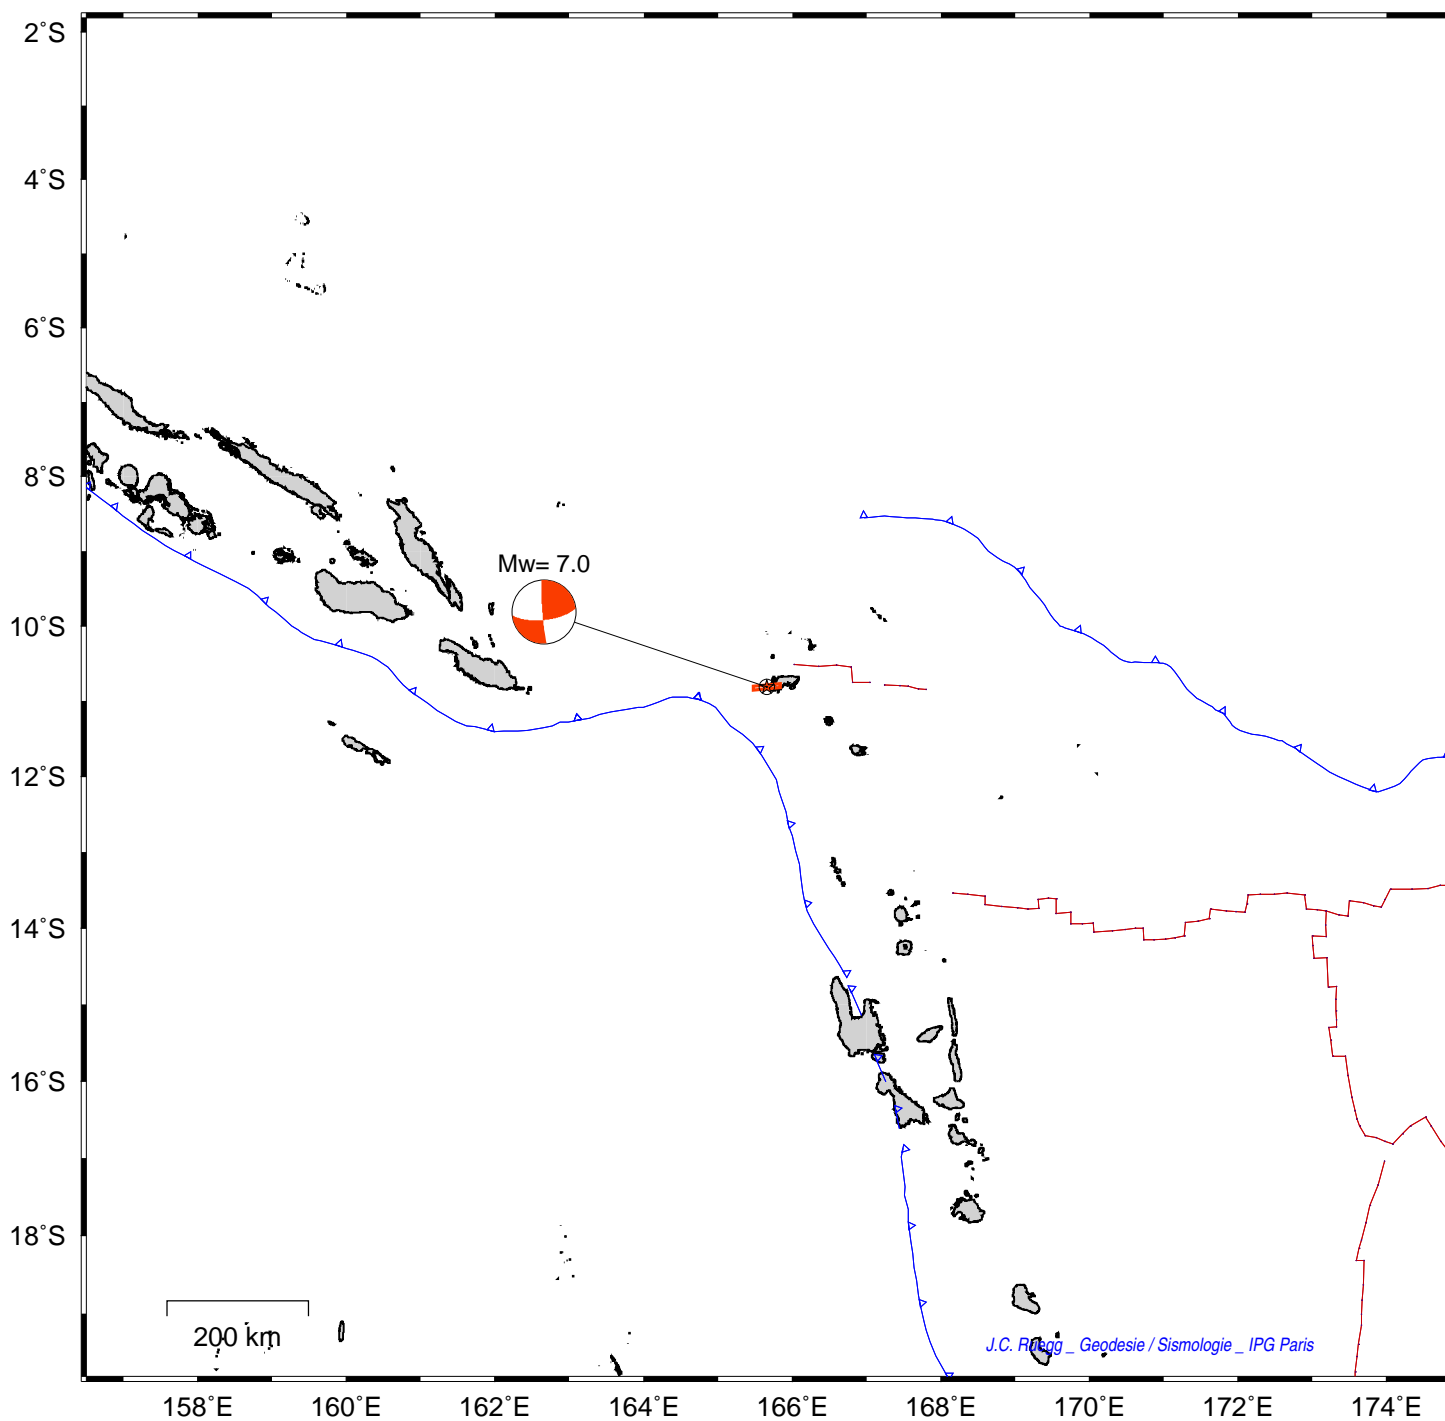 2°S
4°S
6°S
8°S
Mw= 7.0
10°S
12°S
14°S
16°S
18°S
200 km
J.C. Ruegg _ Geodesie / Sismologie _ IPG Paris
158°E 160°E 162°E 164°E 166°E 168°E 170°E 172°E 174°E